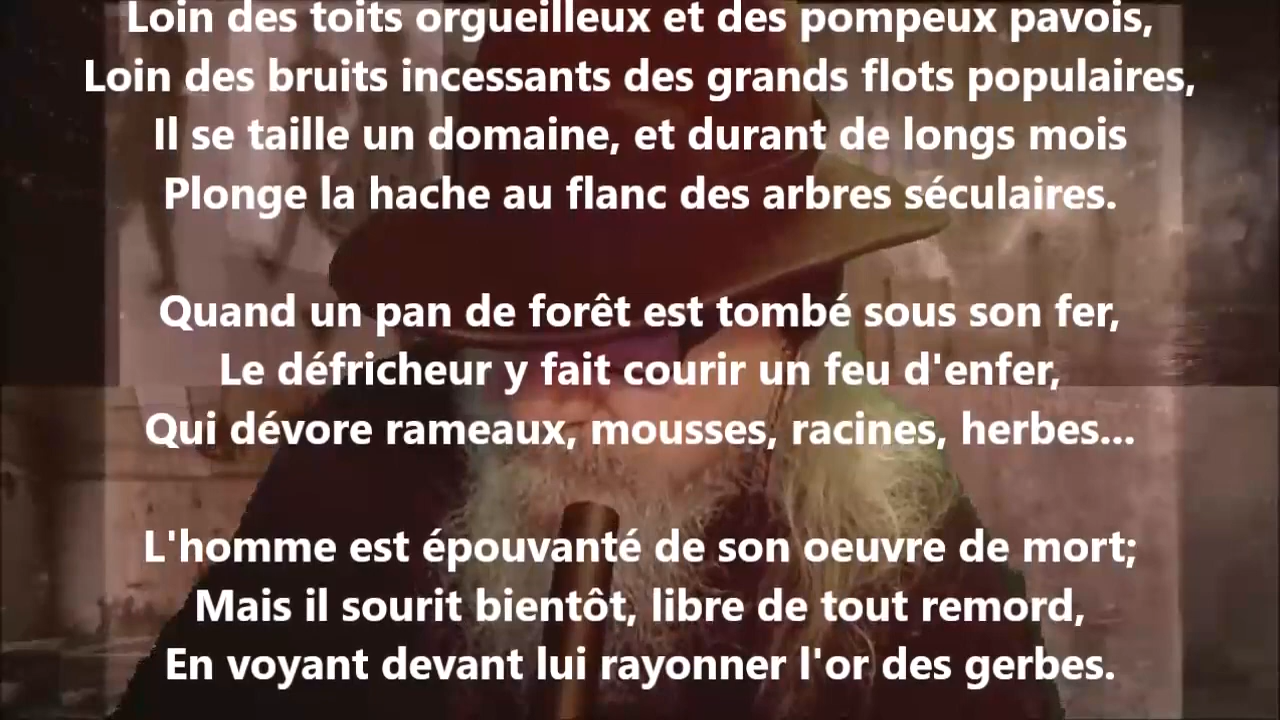 Loin des toits orgueilleux et des pompeux pavois,
Loin des bruits incessants des grands flots populaires,
Il se taille un domaine, et durant de longs mois
Plonge la hache au flanc des arbres séculaires.
Quand un pan de forêt est tombé sous son fer,
Le défricheur y fait courir un feu d'enfer,
Qui dévore rameaux, mousses, racines, herbes...
L'homme est épouvanté de son oeuvre de mort;
Mais il sourit bientôt, libre de tout remord,
En voyant devant lui rayonner l'or des gerbes.